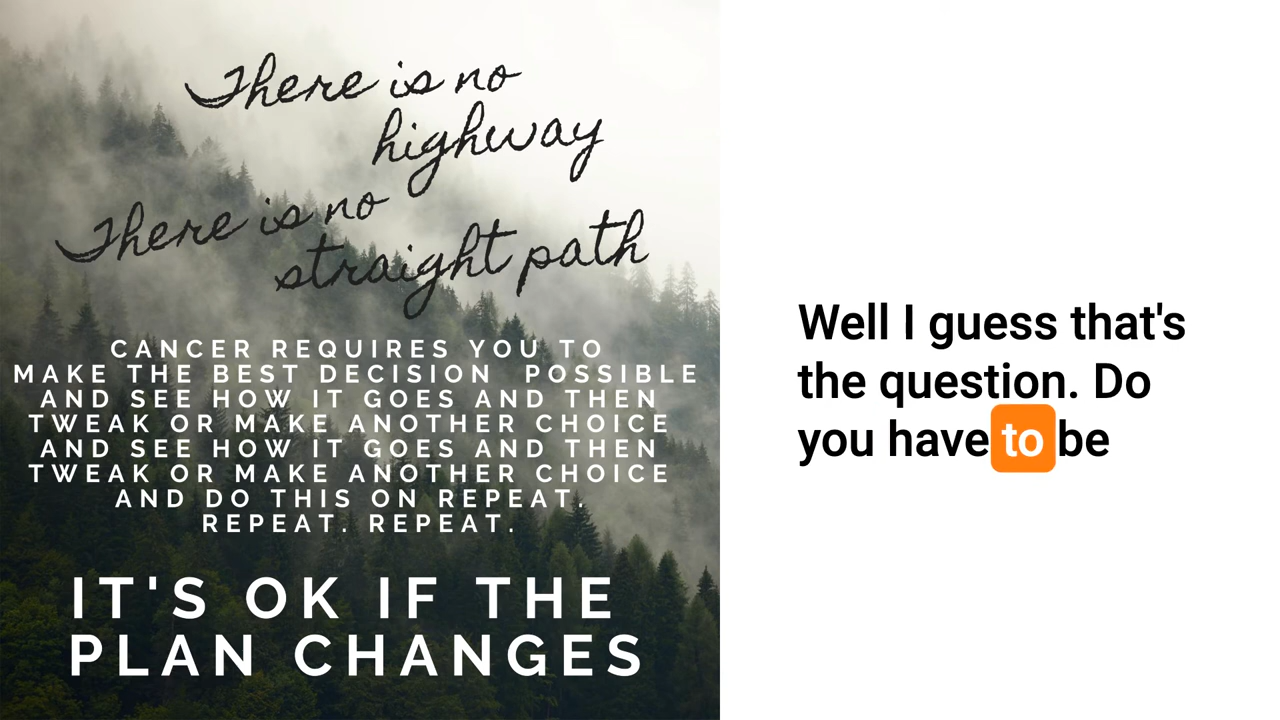 There is no
highway
There is no
straight path
CANCER REQUIRES YOU TO
MAKE THE BEST DECISION POSSIBLE
AND SEE HOW IT GOES AND THEN
TWEAK OR MAKE ANOTHER CHOICE
AND SEE HOW IT GOES AND THEN
TWEAK OR MAKE ANOTHER CHOICE
AND DO THIS ON REPEAT.
REPEAT. REPEAT.
IT'S OK IF THE
PLAN CHANGES
Well I guess that's
the question. Do
you have to be